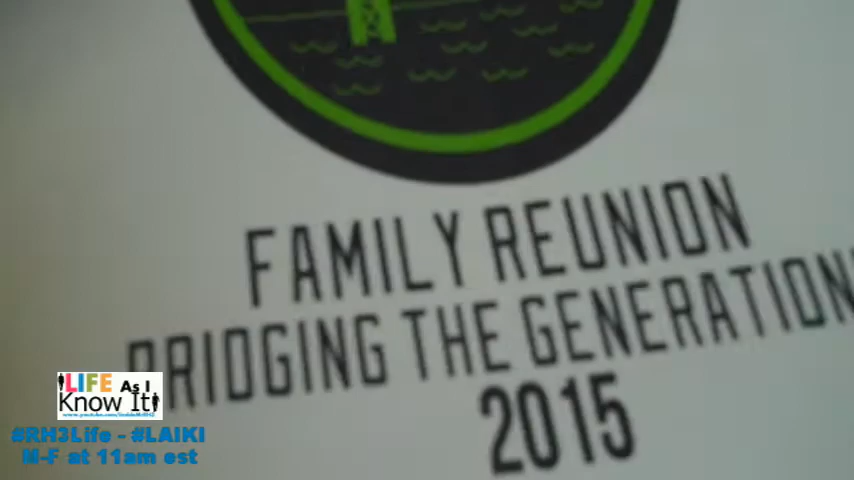 FAMILY REUNION
BRIDGING THE GENERATION
2015
LIFE As I
Know It!
#RH3Life - #LAIKI
M-F at 11am est